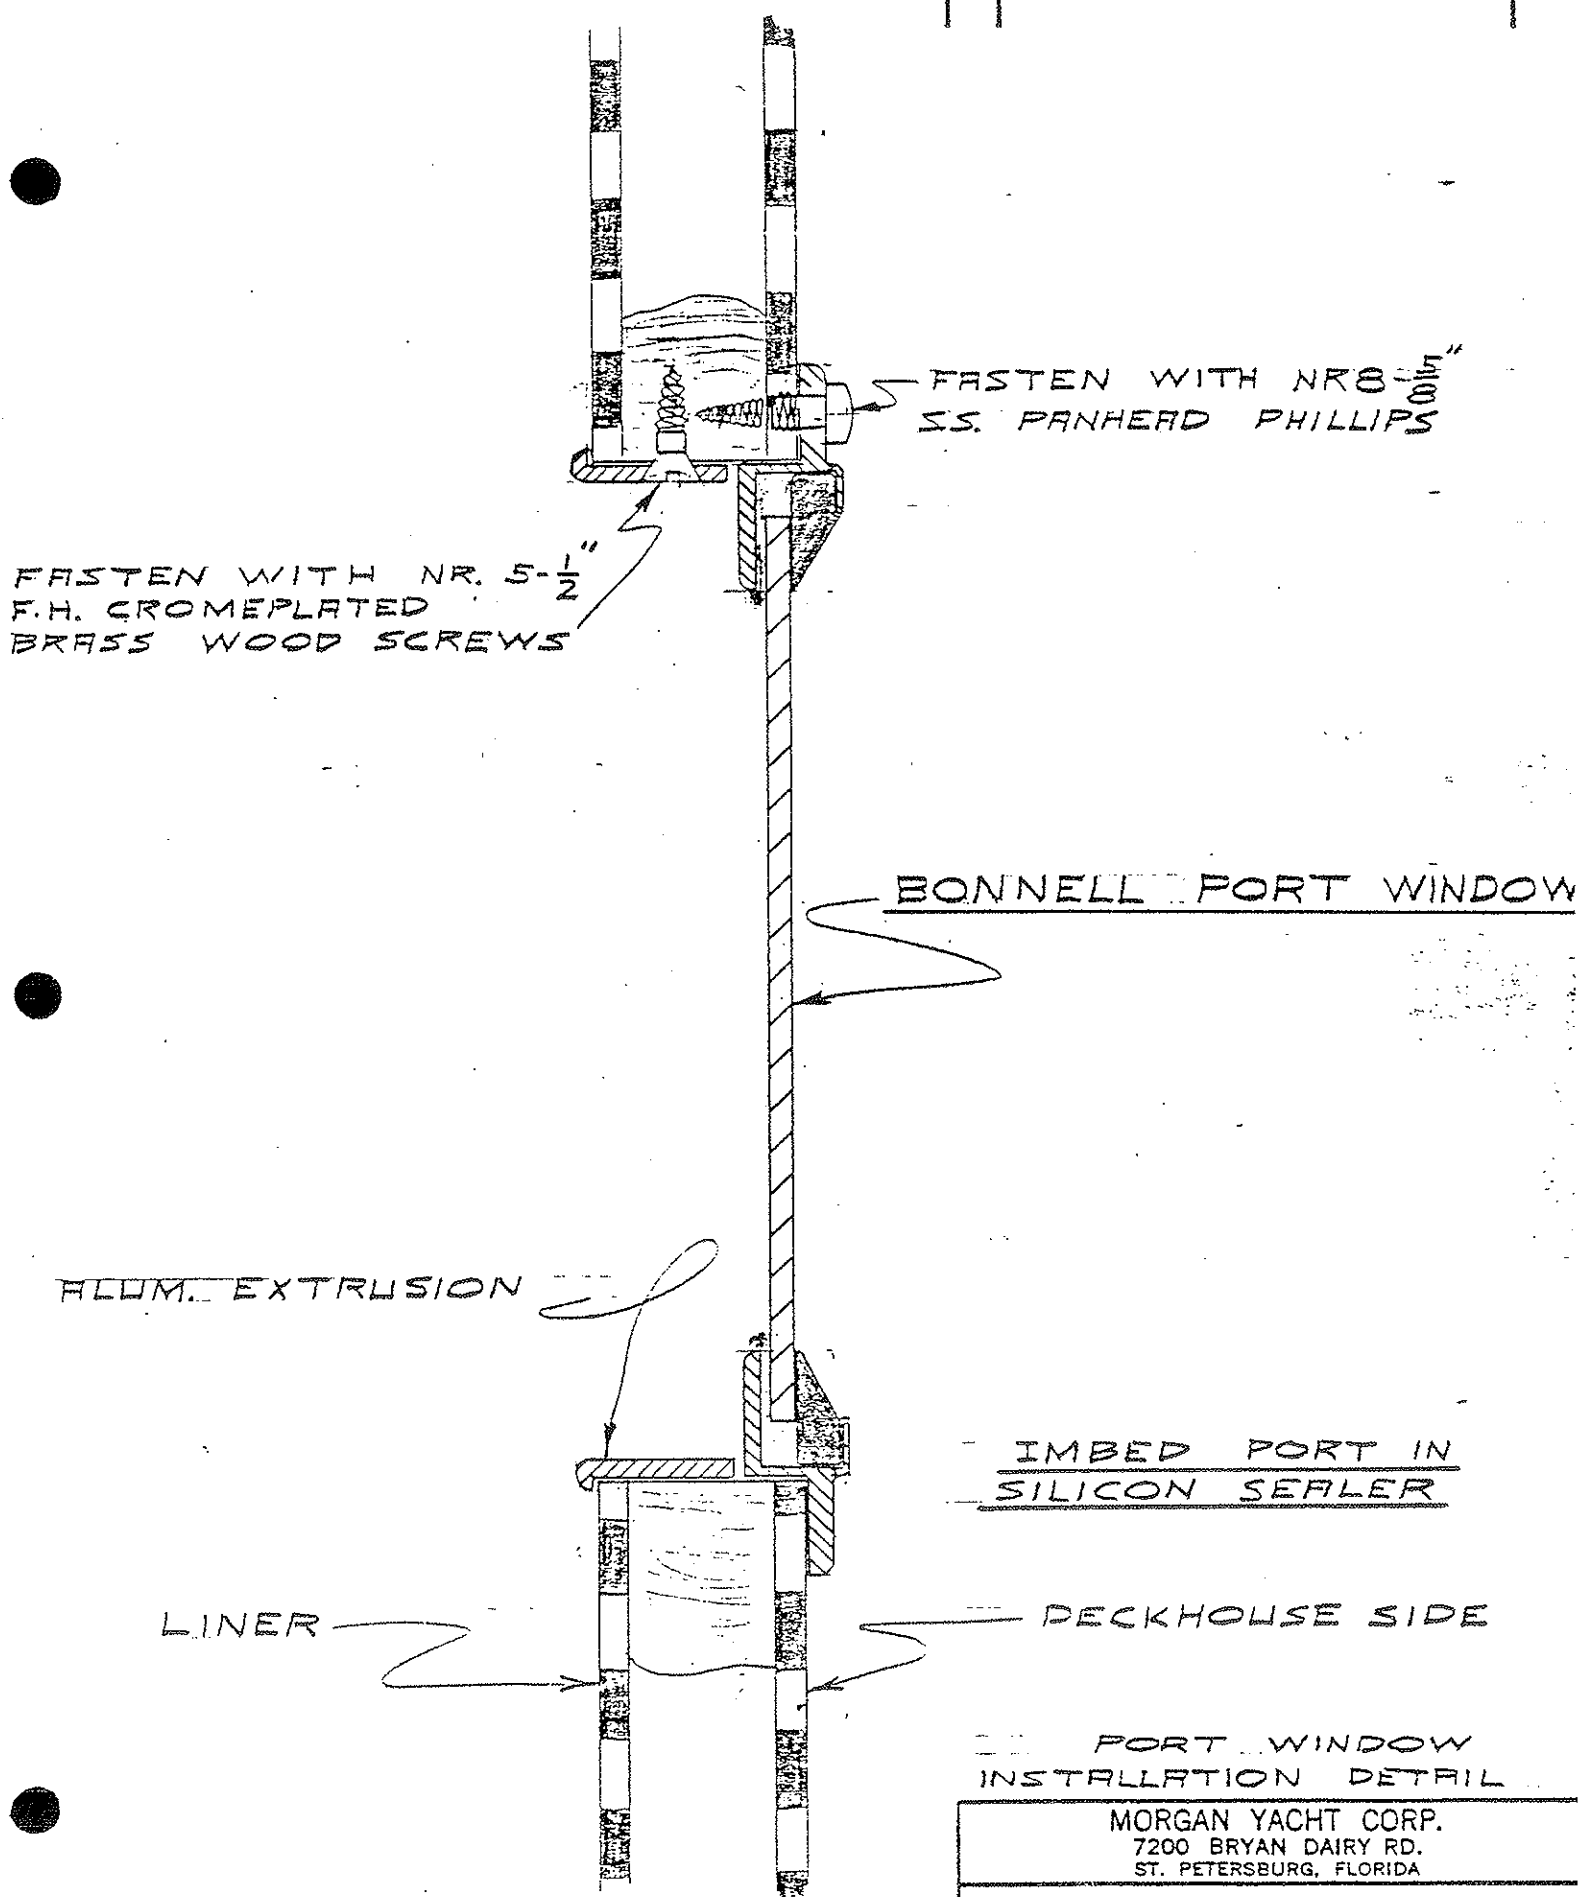 FASTEN WITH NR8-5/8"
S.S. PANHEAD PHILLIPS
FASTEN WITH NR. 5-1/2"
F.H. CROMEPLATED
BRASS WOOD SCREWS
BONNELL PORT WINDOW
ALUM. EXTRUSION
IMBED PORT IN
SILICON SEALER
LINER
DECKHOUSE SIDE
PORT WINDOW
INSTALLATION DETAIL
MORGAN YACHT CORP.
7200 BRYAN DAIRY RD.
ST. PETERSBURG, FLORIDA